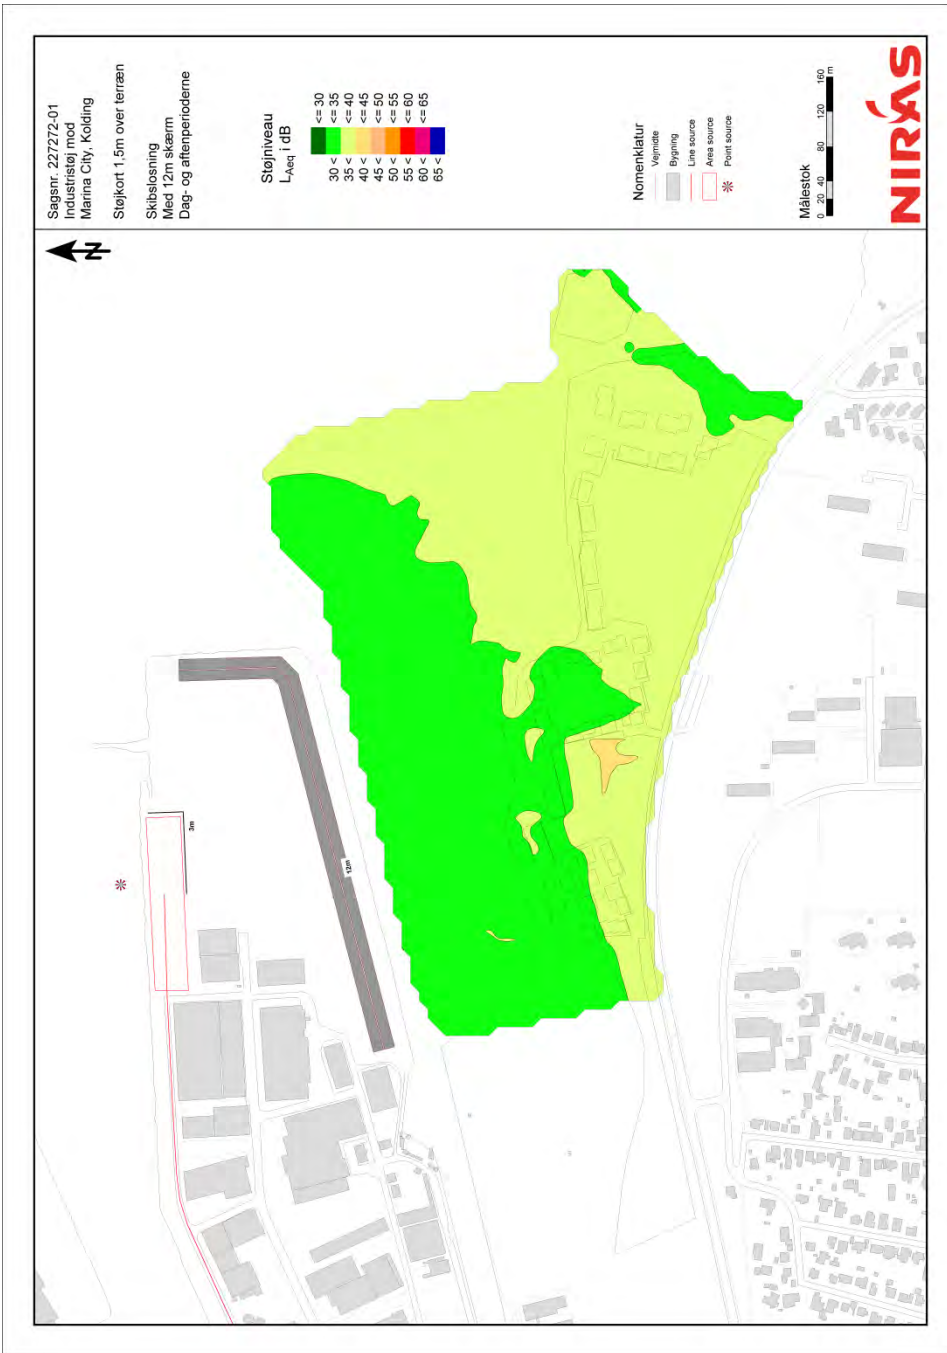 Sagsnr. 227272-01
Industristøj mod
Marina City, Kolding
Støjkort 1,5m over terræn
Skibslosning
Med 12m skærm
Dag- og aftenperioderne
Støjniveau
LAeq i dB
<= 30
30 < <= 35
35 < <= 40
40 < <= 45
45 < <= 50
50 < <= 55
55 < <= 60
60 < <= 65
65 <
Nomenklatur
Vejmidte
Bygning
Line source
Area source
Point source
Målestok
0 20 40 80 120 160
m
NIRAS
N
3m
12m